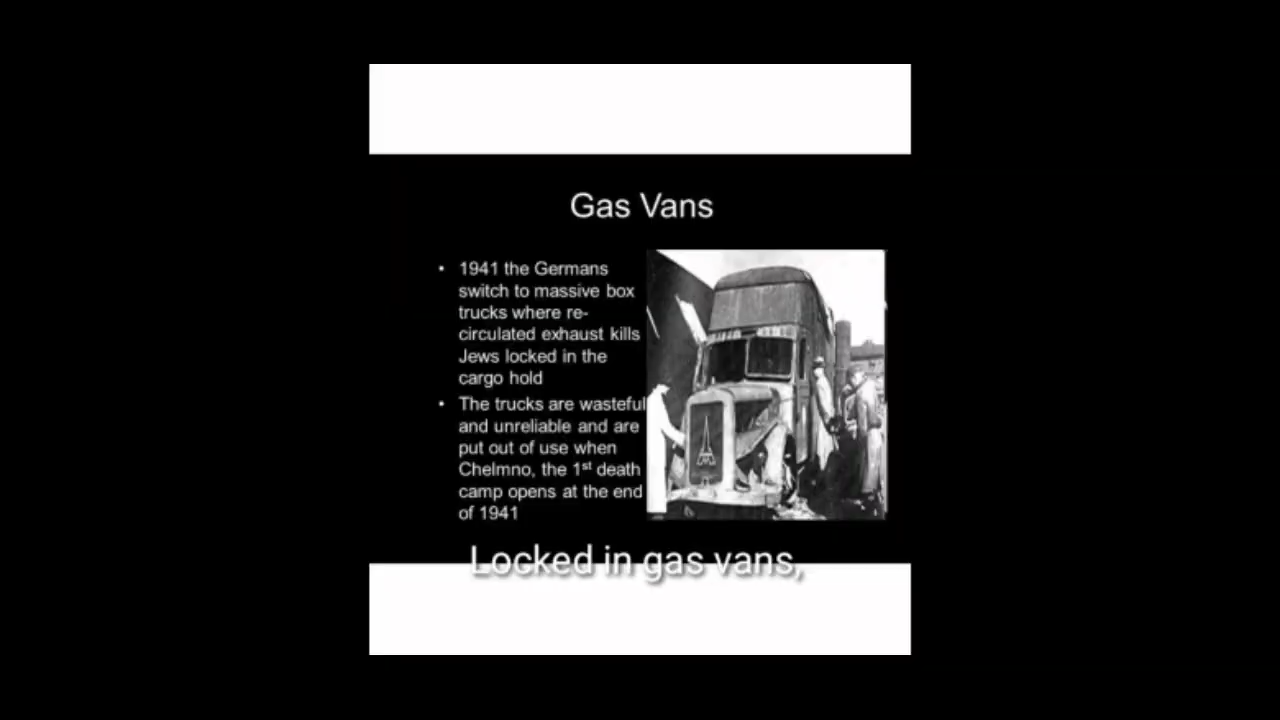 Gas Vans
• 1941 the Germans
switch to massive box
trucks where re-
circulated exhaust kills
Jews locked in the
cargo hold
• The trucks are wasteful
and unreliable and are
put out of use when
Chelmno, the 1st death
camp opens at the end
of 1941
Locked in gas vans,